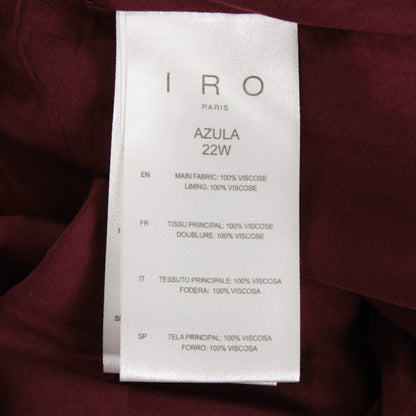 IRO
PARIS
AZULA
22W
EN MAIN FABRIC: 100% VISCOSE
LINING: 100% VISCOSE
FR TISSU PRINCIPAL: 100% VISCOSE
DOUBLURE: 100% VISCOSE
IT TESSUTO PRINCIPALE: 100% VISCOSA
FODERA: 100% VISCOSA
SP TELA PRINCIPAL: 100% VISCOSA
FORRO: 100% VISCOSA